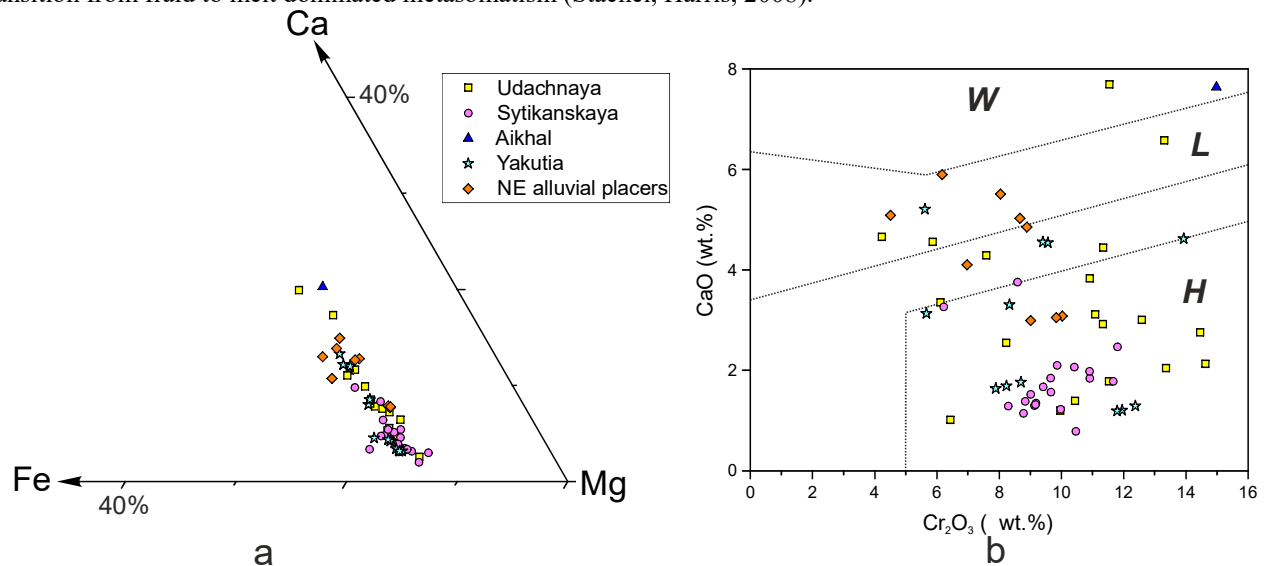 nsition from fluid to melt dominated metasomatism (Stachel, Harris, 2008).
Ca
40%
Udachnaya
Sytikanskaya
Aikhal
Yakutia
NE alluvial placers
Fe
Mg
40%
a
8
6
4
2
0
CaO (wt.%)
W
L
H
0 2 4 6 8 10 12 14 16
Cr₂O₃ ( wt.%)
b